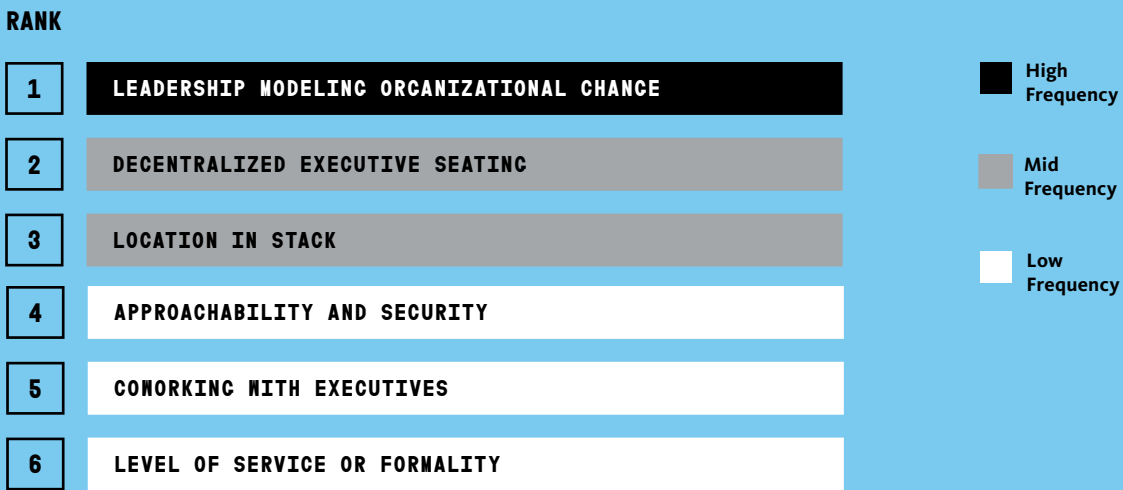 RANK
1 LEADERSHIP MODELING ORGANIZATIONAL CHANGE
2 DECENTRALIZED EXECUTIVE SEATING
3 LOCATION IN STACK
4 APPROACHABILITY AND SECURITY
5 COWORKING WITH EXECUTIVES
6 LEVEL OF SERVICE OR FORMALITY
High
Frequency
Mid
Frequency
Low
Frequency